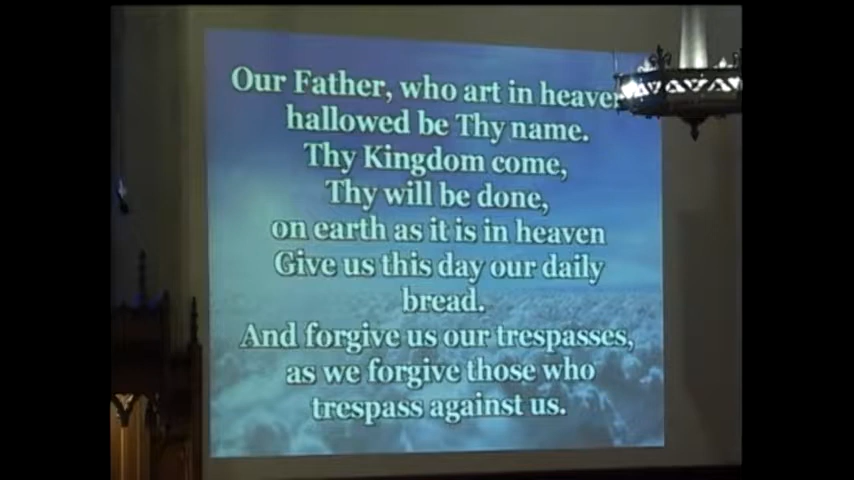 Our Father, who art in heaven
hallowed be Thy name.
Thy Kingdom come,
Thy will be done,
on earth as it is in heaven
Give us this day our daily
bread.
And forgive us our trespasses,
as we forgive those who
trespass against us.